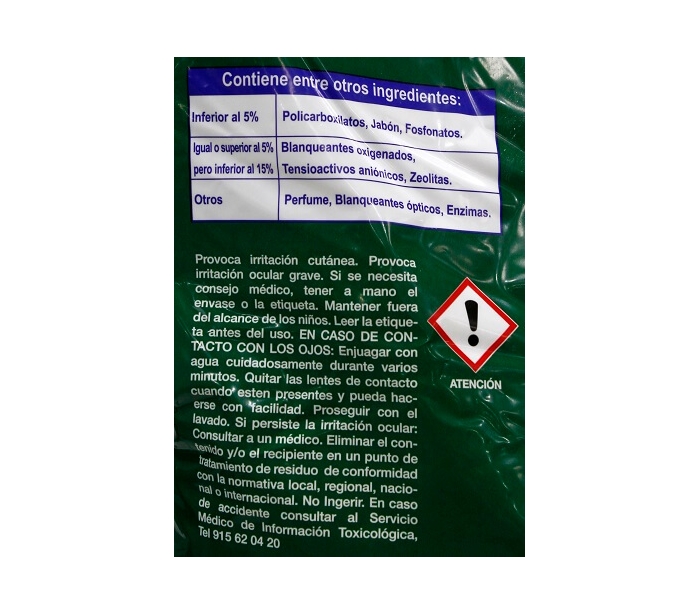 Contiene entre otros ingredientes:
Inferior al 5% Policarboxilatos, Jabón, Fosfonatos.
Igual o superior al 5% Blanqueantes oxigenados,
pero inferior al 15% Tensioactivos aniónicos, Zeolitas.
Otros Perfume, Blanqueantes ópticos, Enzimas.
Provoca irritación cutánea. Provoca
irritación ocular grave. Si se necesita
consejo médico, tener a mano el
envase o la etiqueta. Mantener fuera
del alcance de los niños. Leer la etique-
ta antes del uso. EN CASO DE CON-
TACTO CON LOS OJOS: Enjuagar con
agua cuidadosamente durante varios
minutos. Quitar las lentes de contacto
cuando esten presentes y pueda hac-
erse con facilidad. Proseguir con el
lavado. Si persiste la irritación ocular:
Consultar a un médico. Eliminar el con-
tenido y/o el recipiente en un punto de
tratamiento de residuo de conformidad
con la normativa local, regional, nacio-
nal o internacional. No Ingerir. En caso
de accidente consultar al Servicio
Médico de Información Toxicológica,
Tel 915 62 04 20
ATENCIÓN